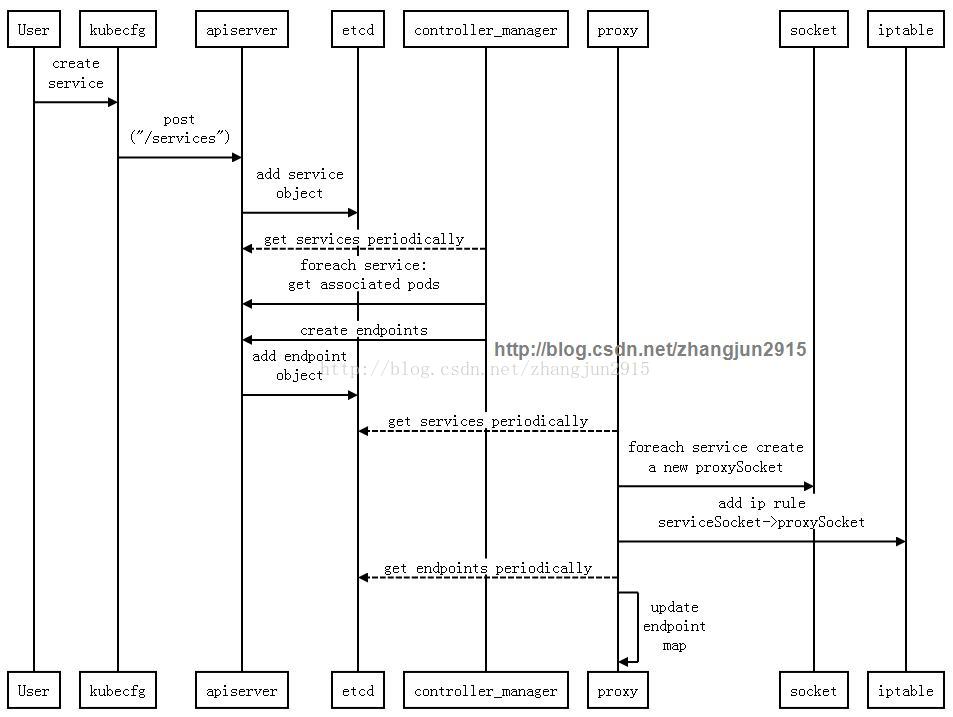 User
kubecfg
apiserver
etcd
controller_manager
proxy
socket
iptable
create
service
post
("/services")
add service
object
get services periodically
foreach service:
get associated pods
create endpoints
http://blog.csdn.net/zhangjun2915
add endpoint
object
http://blog.csdn.net/zhangjun2915
get services periodically
foreach service create
a new proxySocket
add ip rule
serviceSocket->proxySocket
get endpoints periodically
update
endpoint
map
User
kubecfg
apiserver
etcd
controller_manager
proxy
socket
iptable